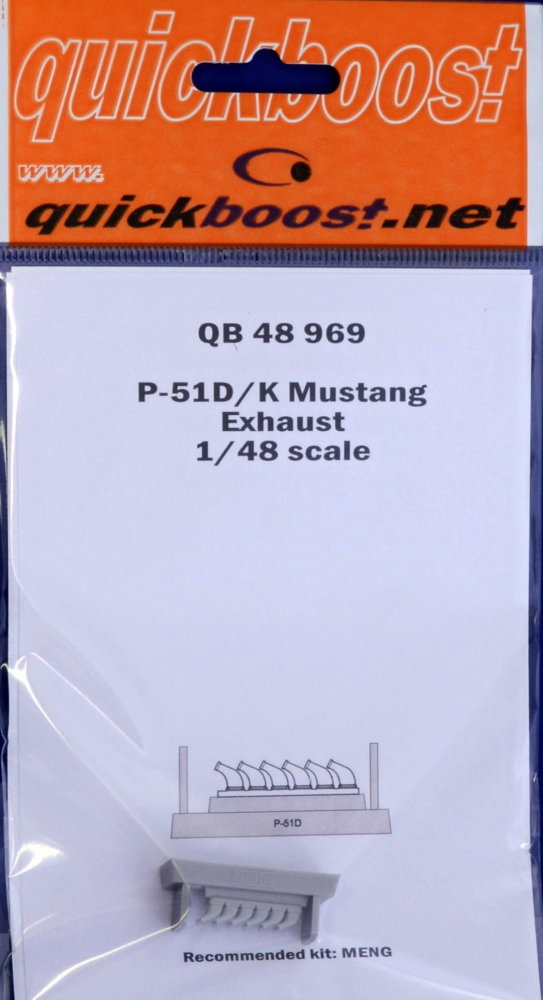 quickboost
www.
quickboost.net
QB 48 969
P-51D/K Mustang
Exhaust
1/48 scale
P-51D
Recommended kit: MENG